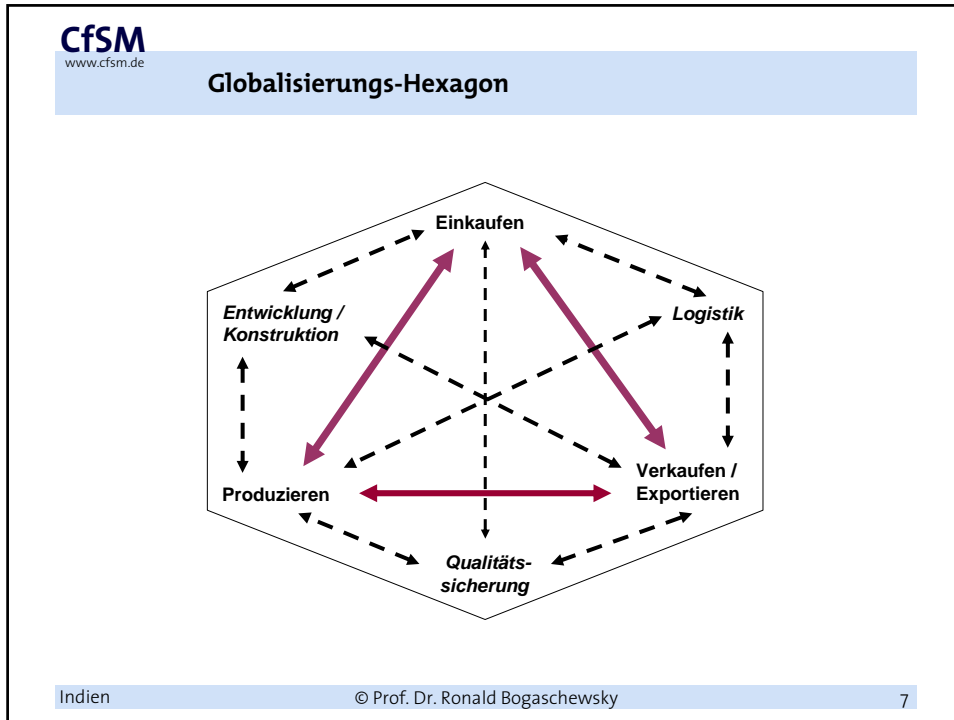 CfSM
www.cfsm.de
Globalisierungs-Hexagon
Einkaufen
Entwicklung /
Konstruktion
Logistik
Produzieren
Verkaufen /
Exportieren
Qualitäts-
sicherung
Indien
© Prof. Dr. Ronald Bogaschewsky
7